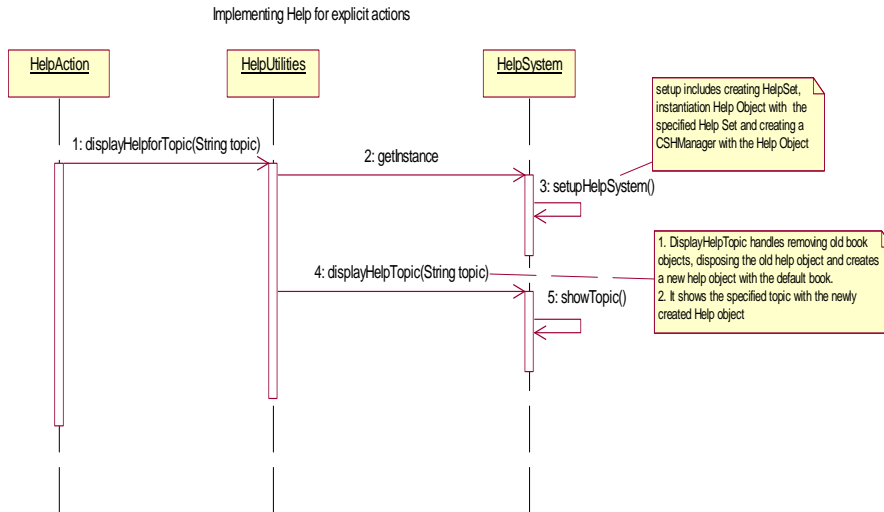 Implementing Help for explicit actions
HelpAction
HelpUtilities
HelpSystem
setup includes creating HelpSet,
instantiation Help Object with the
specified Help Set and creating a
CSHManager with the Help Object
1: displayHelpforTopic(String topic)
2: getInstance
3: setupHelpSystem()
1. DisplayHelpTopic handles removing old book
objects, disposing the old help object and creates
a new help object with the default book.
2. It shows the specified topic with the newly
created Help object
4: displayHelpTopic(String topic)
5: showTopic()